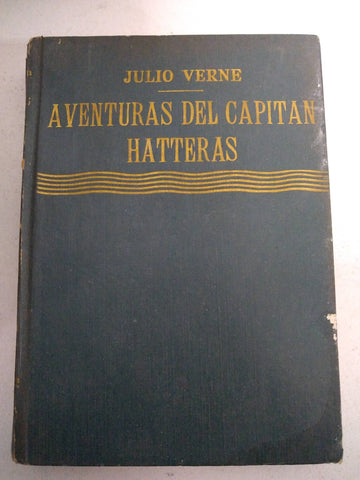 JULIO VERNE
AVENTURAS DEL CAPITAN
HATTERAS